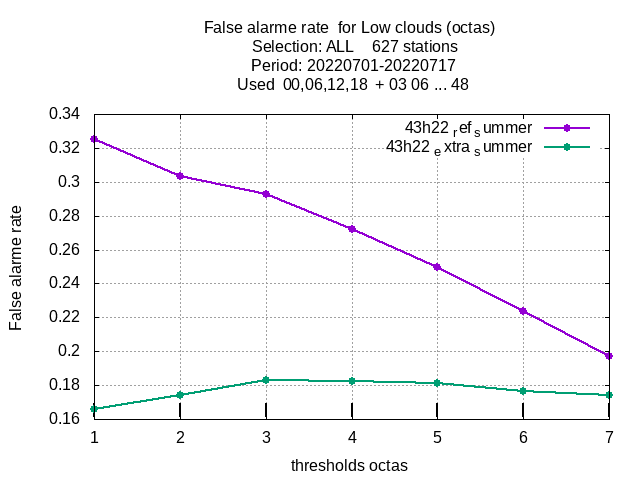 False alarme rate  for Low clouds (octas)
Selection: ALL    627 stations
Period: 20220701-20220717
Used  00,06,12,18  + 03 06 ... 48
0.34
0.32
0.3
0.28
0.26
0.24
0.22
0.2
0.18
0.16
False alarme rate
43h22 ref summer
43h22 extra summer
1 2 3 4 5 6 7
thresholds octas